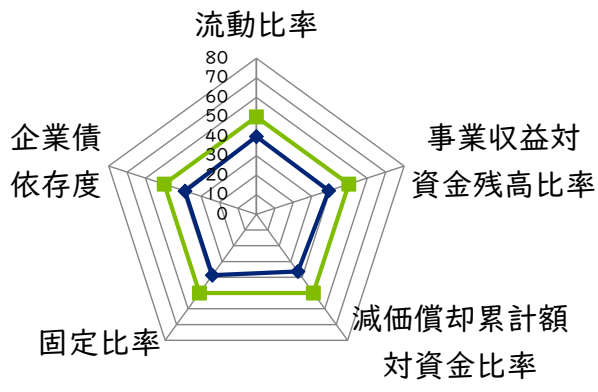 流動比率
80
70
60
50
40
30
20
10
0
事業収益対
資金残高比率
減価償却累計額
対資金比率
固定比率
企業債
依存度